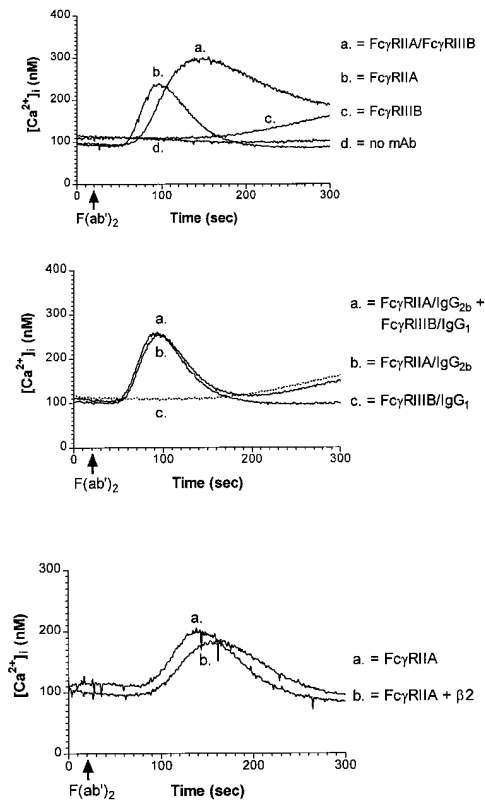 400
300
200
100
0
[Ca²⁺]ᵢ (nM)
a.
b.
c.
d.
0
100
200
300
Time (sec)
F(ab')₂
a. = FcγRIIA/FcγRIIIB
b. = FcγRIIA
c. = FcγRIIIB
d. = no mAb
400
300
200
100
0
[Ca²⁺]ᵢ (nM)
a.
b.
c.
0
100
200
300
Time (sec)
F(ab')₂
a. = FcγRIIA/IgG₂b +
FcγRIIIB/IgG₁
b. = FcγRIIA/IgG₂b
c. = FcγRIIIB/IgG₁
300
200
100
0
[Ca²⁺]ᵢ (nM)
a.
b.
0
100
200
300
Time (sec)
F(ab')₂
a. = FcγRIIA
b. = FcγRIIA + β2